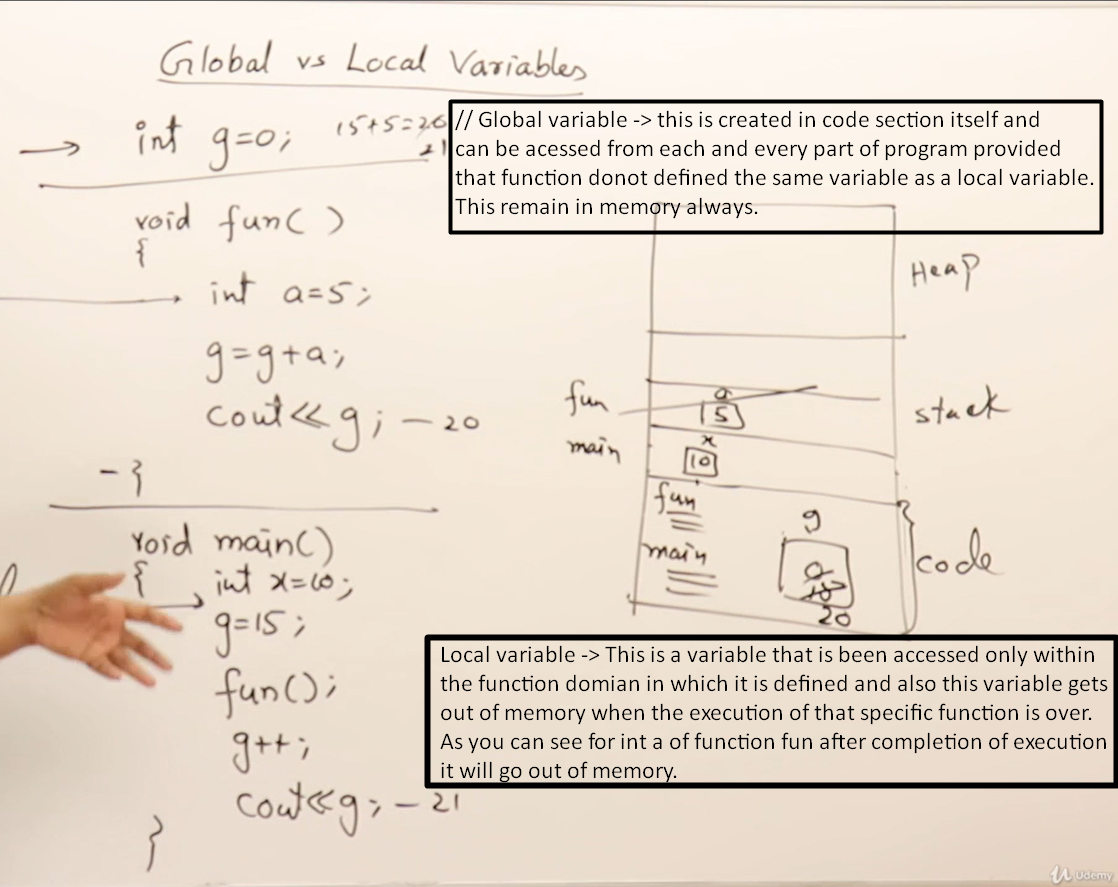 Global vs Local Variables
int g=0; 15+5=20
21
// Global variable -> this is created in code section itself and
can be acessed from each and every part of program provided
that function donot defined the same variable as a local variable.
This remain in memory always.
void fun( )
{
int a=5;
g=g+a;
cout<<g; - 20
- }
void main()
{ int x=10;
g=15;
fun();
g++;
cout<<g; - 21
}
Heap
fun
a
5
stack
main
x
10
fun
main
g
0
15
20
code
Local variable -> This is a variable that is been accessed only within
the function domian in which it is defined and also this variable gets
out of memory when the execution of that specific function is over.
As you can see for int a of function fun after completion of execution
it will go out of memory.
Udemy